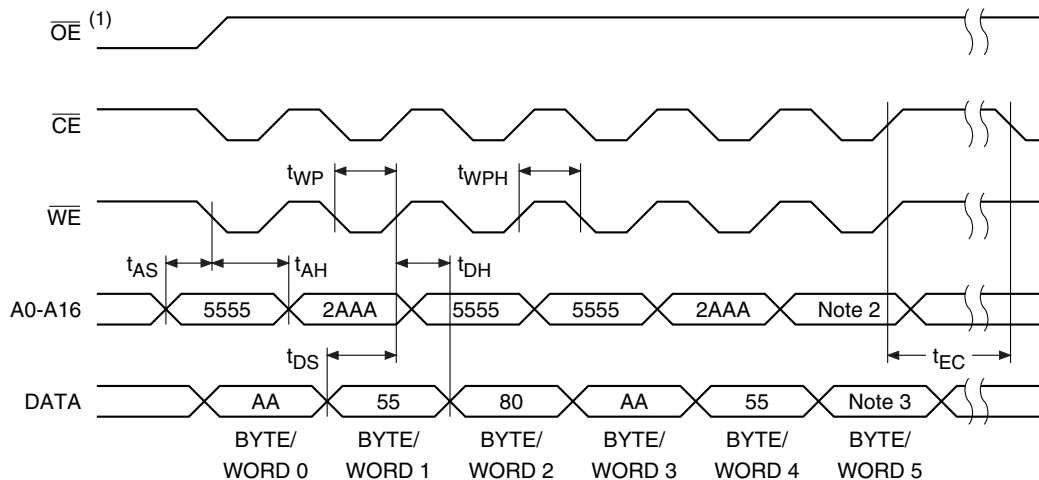 OE (1)
CE
tWP
tWPH
WE
tAS
tAH
tDH
A0-A16
5555
2AAA
5555
5555
2AAA
Note 2
tDS
tEC
DATA
AA
55
80
AA
55
Note 3
BYTE/
WORD 0
BYTE/
WORD 1
BYTE/
WORD 2
BYTE/
WORD 3
BYTE/
WORD 4
BYTE/
WORD 5